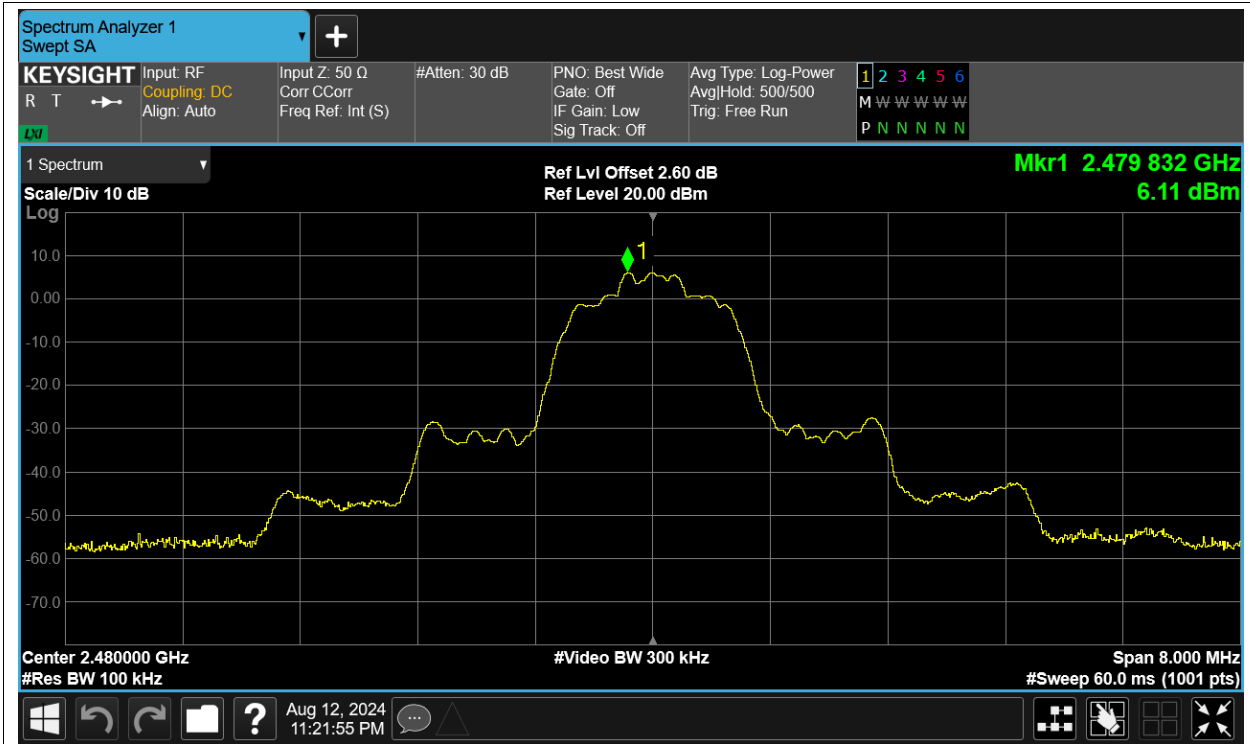 Spectrum Analyzer 1
Swept SA
KEYSIGHT
R T
LXI
Input: RF
Coupling: DC
Align: Auto
Input Z: 50 Ω
Corr CCorr
Freq Ref: Int (S)
#Atten: 30 dB
PNO: Best Wide
Gate: Off
IF Gain: Low
Sig Track: Off
Avg Type: Log-Power
Avg|Hold: 500/500
Trig: Free Run
1 2 3 4 5 6
M W W W W W
P N N N N N
1 Spectrum
Scale/Div 10 dB
Log
Ref Lvl Offset 2.60 dB
Ref Level 20.00 dBm
Mkr1 2.479 832 GHz
6.11 dBm
1
10.0
0.00
-10.0
-20.0
-30.0
-40.0
-50.0
-60.0
-70.0
Center 2.480000 GHz
#Res BW 100 kHz
#Video BW 300 kHz
Span 8.000 MHz
#Sweep 60.0 ms (1001 pts)
?
Aug 12, 2024
11:21:55 PM